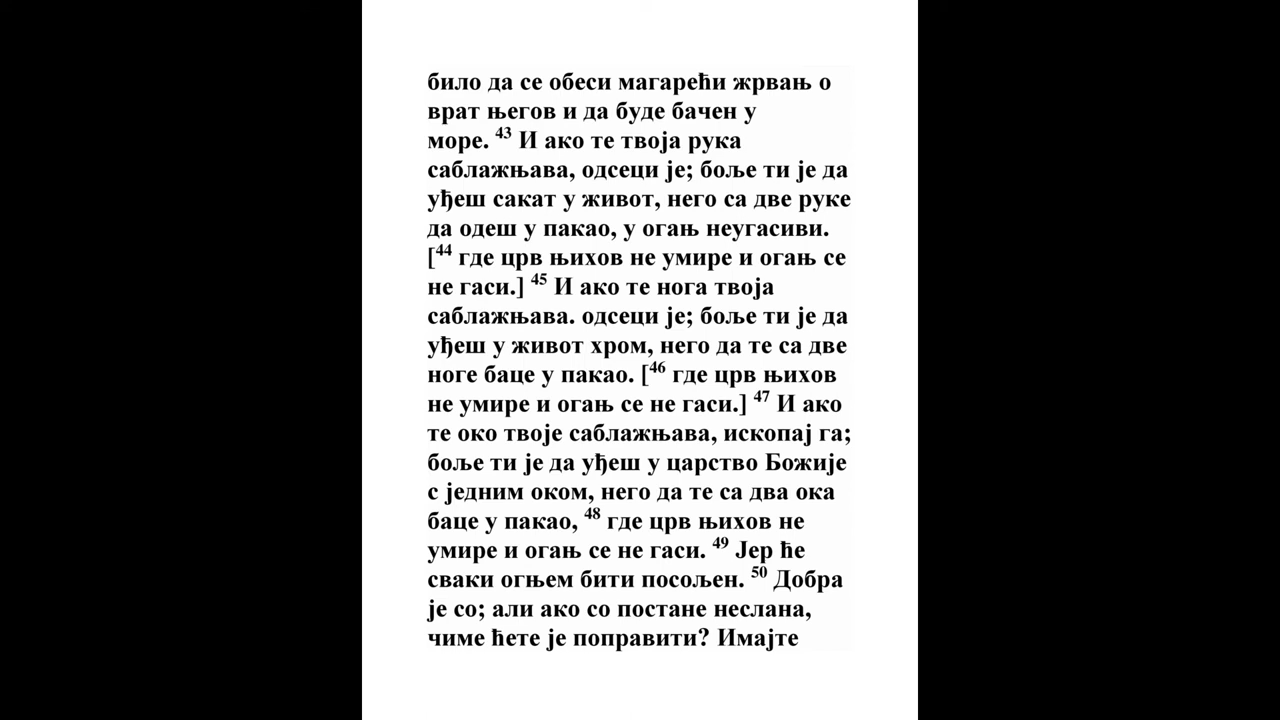 било да се обеси магарећи жрвањ о
врат његов и да буде бачен у
море. 43 И ако те твоја рука
саблажњава, одсеци је; боље ти је да
уђеш сакат у живот, него са две руке
да одеш у пакао, у огањ неугасиви.
[44 где црв њихов не умире и огањ се
не гаси.] 45 И ако те нога твоја
саблажњава. одсеци је; боље ти је да
уђеш у живот хром, него да те са две
ноге баце у пакао. [46 где црв њихов
не умире и огањ се не гаси.] 47 И ако
те око твоје саблажњава, ископај га;
боље ти је да уђеш у царство Божије
с једним оком, него да те са два ока
баце у пакао, 48 где црв њихов не
умире и огањ се не гаси. 49 Јер ће
сваки огњем бити посољен. 50 Добра
је со; али ако со постане неслана,
чиме ћете је поправити? Имајте